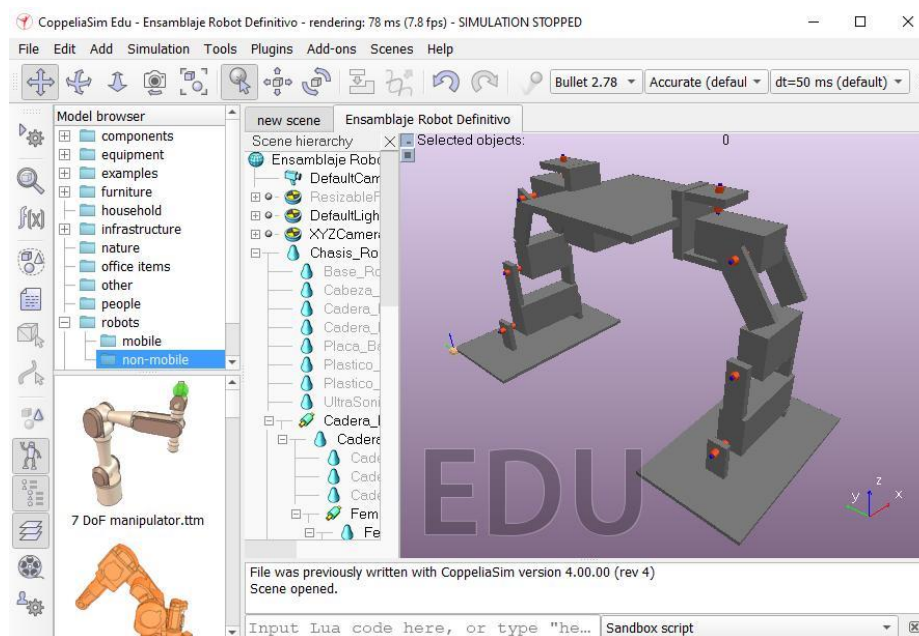 CoppeliaSim Edu - Ensamblaje Robot Definitivo - rendering: 78 ms (7.8 fps) - SIMULATION STOPPED
File Edit Add Simulation Tools Plugins Add-ons Scenes Help
Bullet 2.78 Accurate (defaul dt=50 ms (default)
Model browser
components
equipment
examples
furniture
household
infrastructure
nature
office items
other
people
robots
mobile
non-mobile
7 DoF manipulator.ttm
new scene Ensamblaje Robot Definitivo
Scene hierarchy
Ensamblaje Robo
DefaultCam
ResizableF
DefaultLigh
XYZCamera
Chasis_Ro
Base_Ro
Cabeza_
Cadera_
Cadera_
Placa_Ba
Plastico_
Plastico_
UltraSoni
Cadera_
Cadera
Cade
Cade
Cade
Fem
Fe
Selected objects: 0
EDU
z
y x
f(x)
File was previously written with CoppeliaSim version 4.00.00 (rev 4)
Scene opened.
Input Lua code here, or type "he... Sandbox script